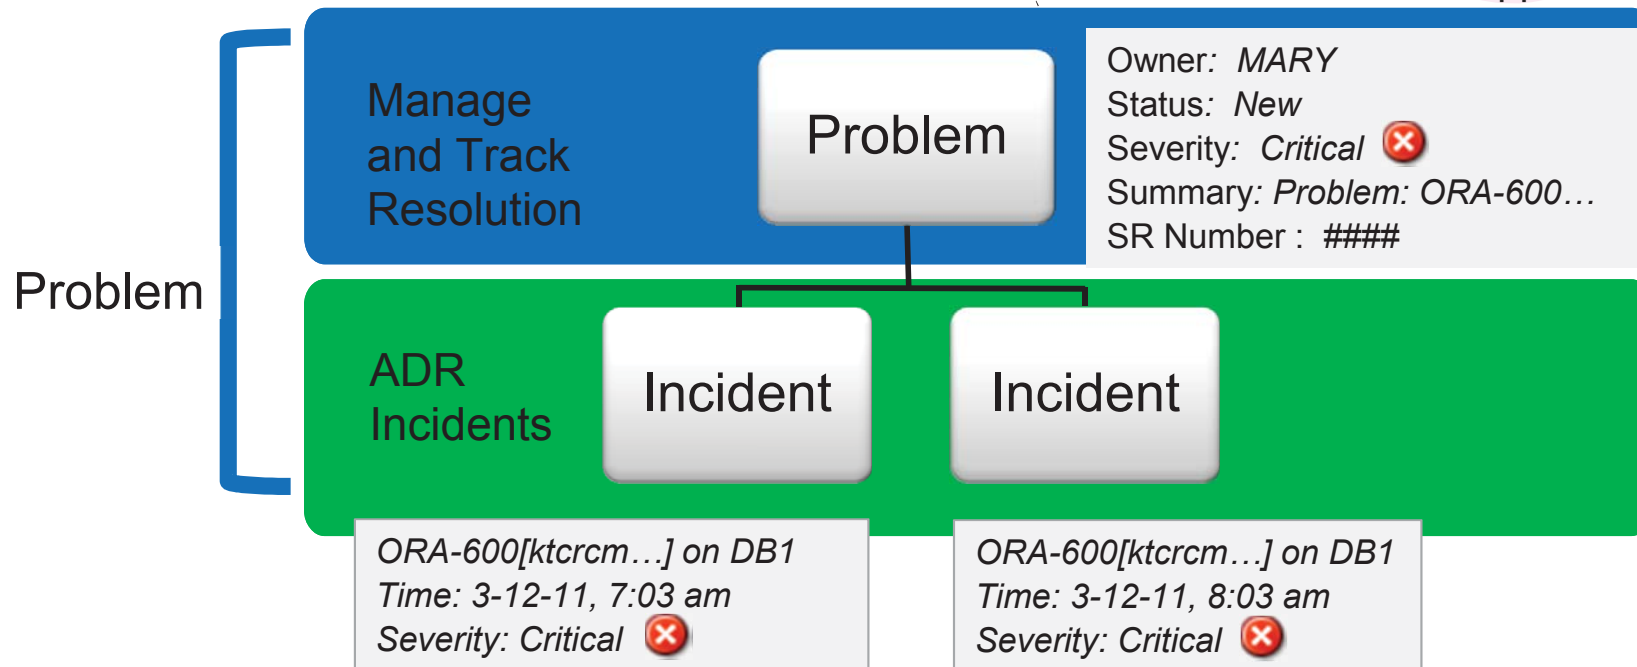 Problem
Manage
and Track
Resolution
Problem
Owner: MARY
Status: New
Severity: Critical
Summary: Problem: ORA-600…
SR Number : ####
ADR
Incidents
Incident
Incident
ORA-600[ktcrcm…] on DB1
Time: 3-12-11, 7:03 am
Severity: Critical
ORA-600[ktcrcm…] on DB1
Time: 3-12-11, 8:03 am
Severity: Critical